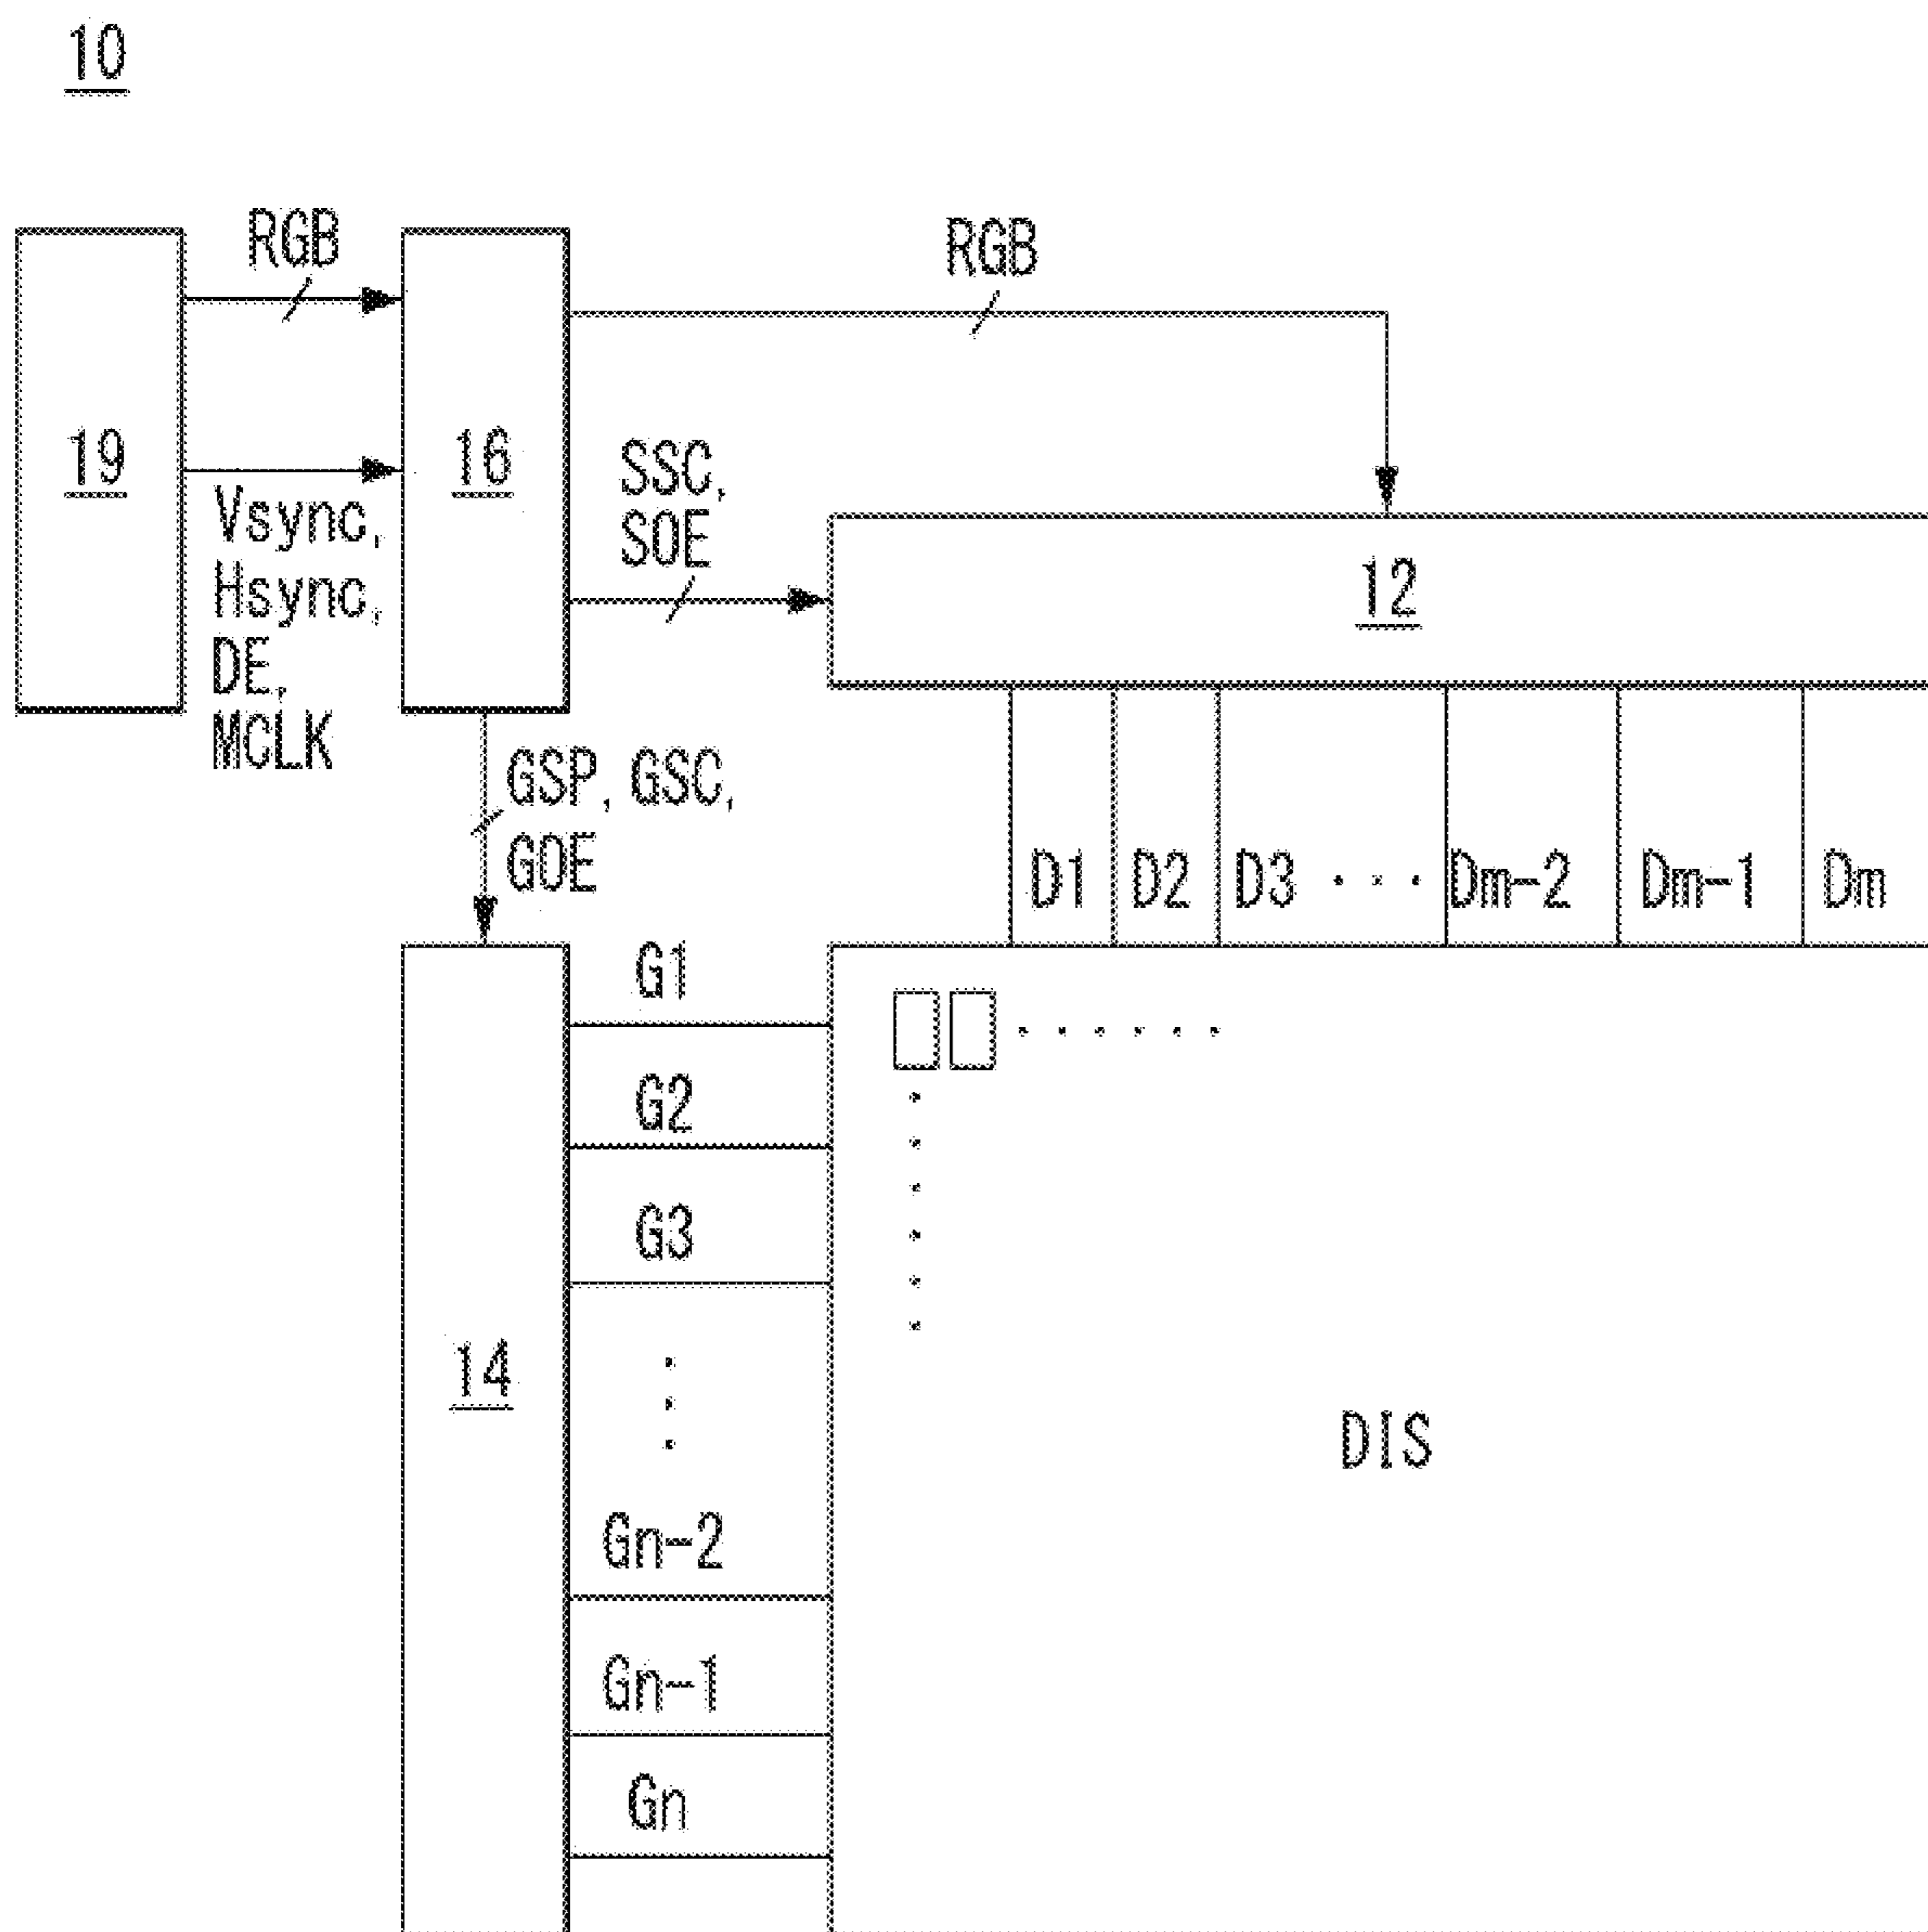 10
RGB
RGB
19
16
SSC,
SOE
Vsync,
Hsync,
DE,
MCLK
12
GSP, GSC,
GOE
D1 D2 D3 ··· Dm-2 Dm-1 Dm
G1
G2
G3
14
Gn-2
Gn-1
Gn
DIS